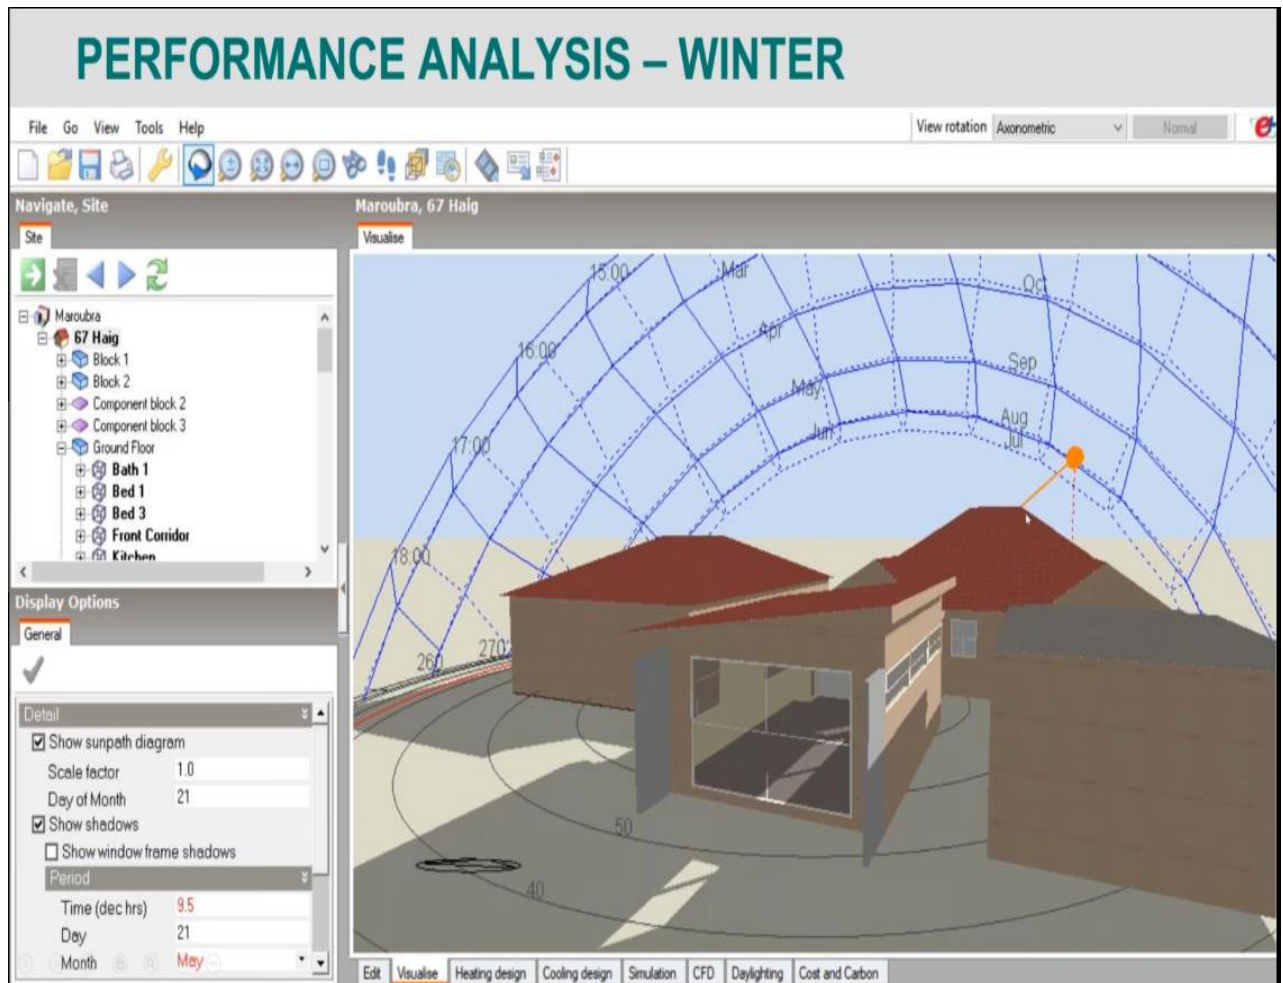 PERFORMANCE ANALYSIS – WINTER
File Go View Tools Help
View rotation Axonometric Normal
Navigate, Site
Site
Maroubra
67 Haig
Block 1
Block 2
Component block 2
Component block 3
Ground Floor
Bath 1
Bed 1
Bed 3
Front Corridor
Kitchen
Display Options
General
Detail
Show sunpath diagram
Scale factor 1.0
Day of Month 21
Show shadows
Show window frame shadows
Period
Time (dec hrs) 9.5
Day 21
Month May
Maroubra, 67 Haig
Visualise
15:00 Mar
Oct
Apr
16:00
Sep
May
Aug
Jun
Jul
17:00
18:00
260 270
50
40
Edit Visualise Heating design Cooling design Simulation CFD Daylighting Cost and Carbon